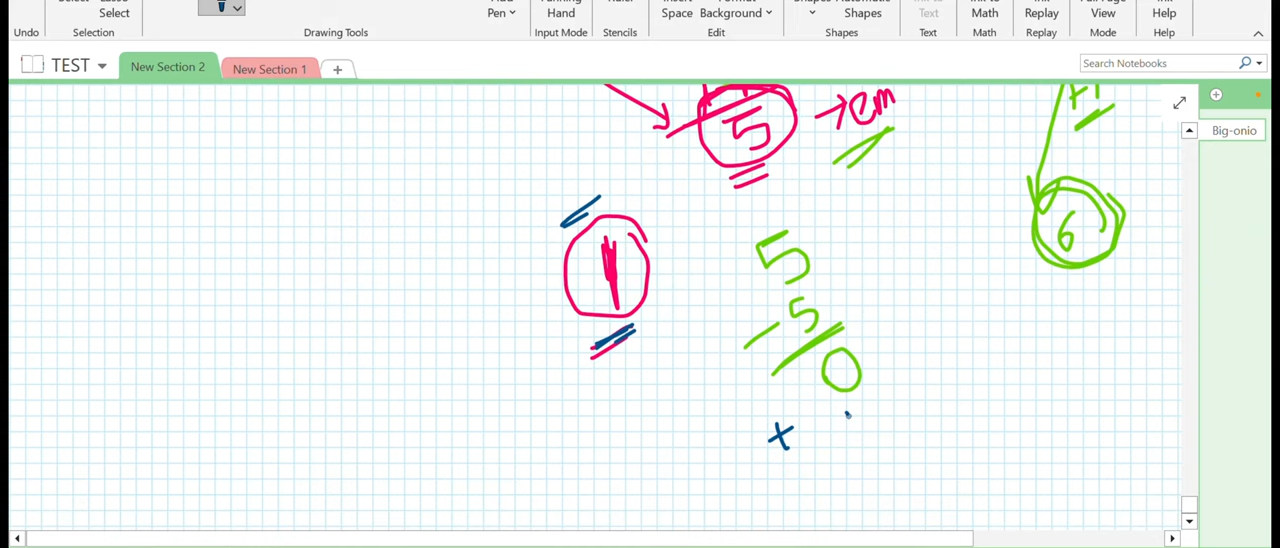 Pen
Hand
Space
Background
Shapes
Text
Math
Replay
View
Help
Undo
Selection
Drawing Tools
Input Mode
Stencils
Edit
Shapes
Text
Math
Replay
Mode
Help
TEST
New Section 2
New Section 1
+
Search Notebooks
Big-onio
5 → em
+1
6
1
5
- 5
0
+